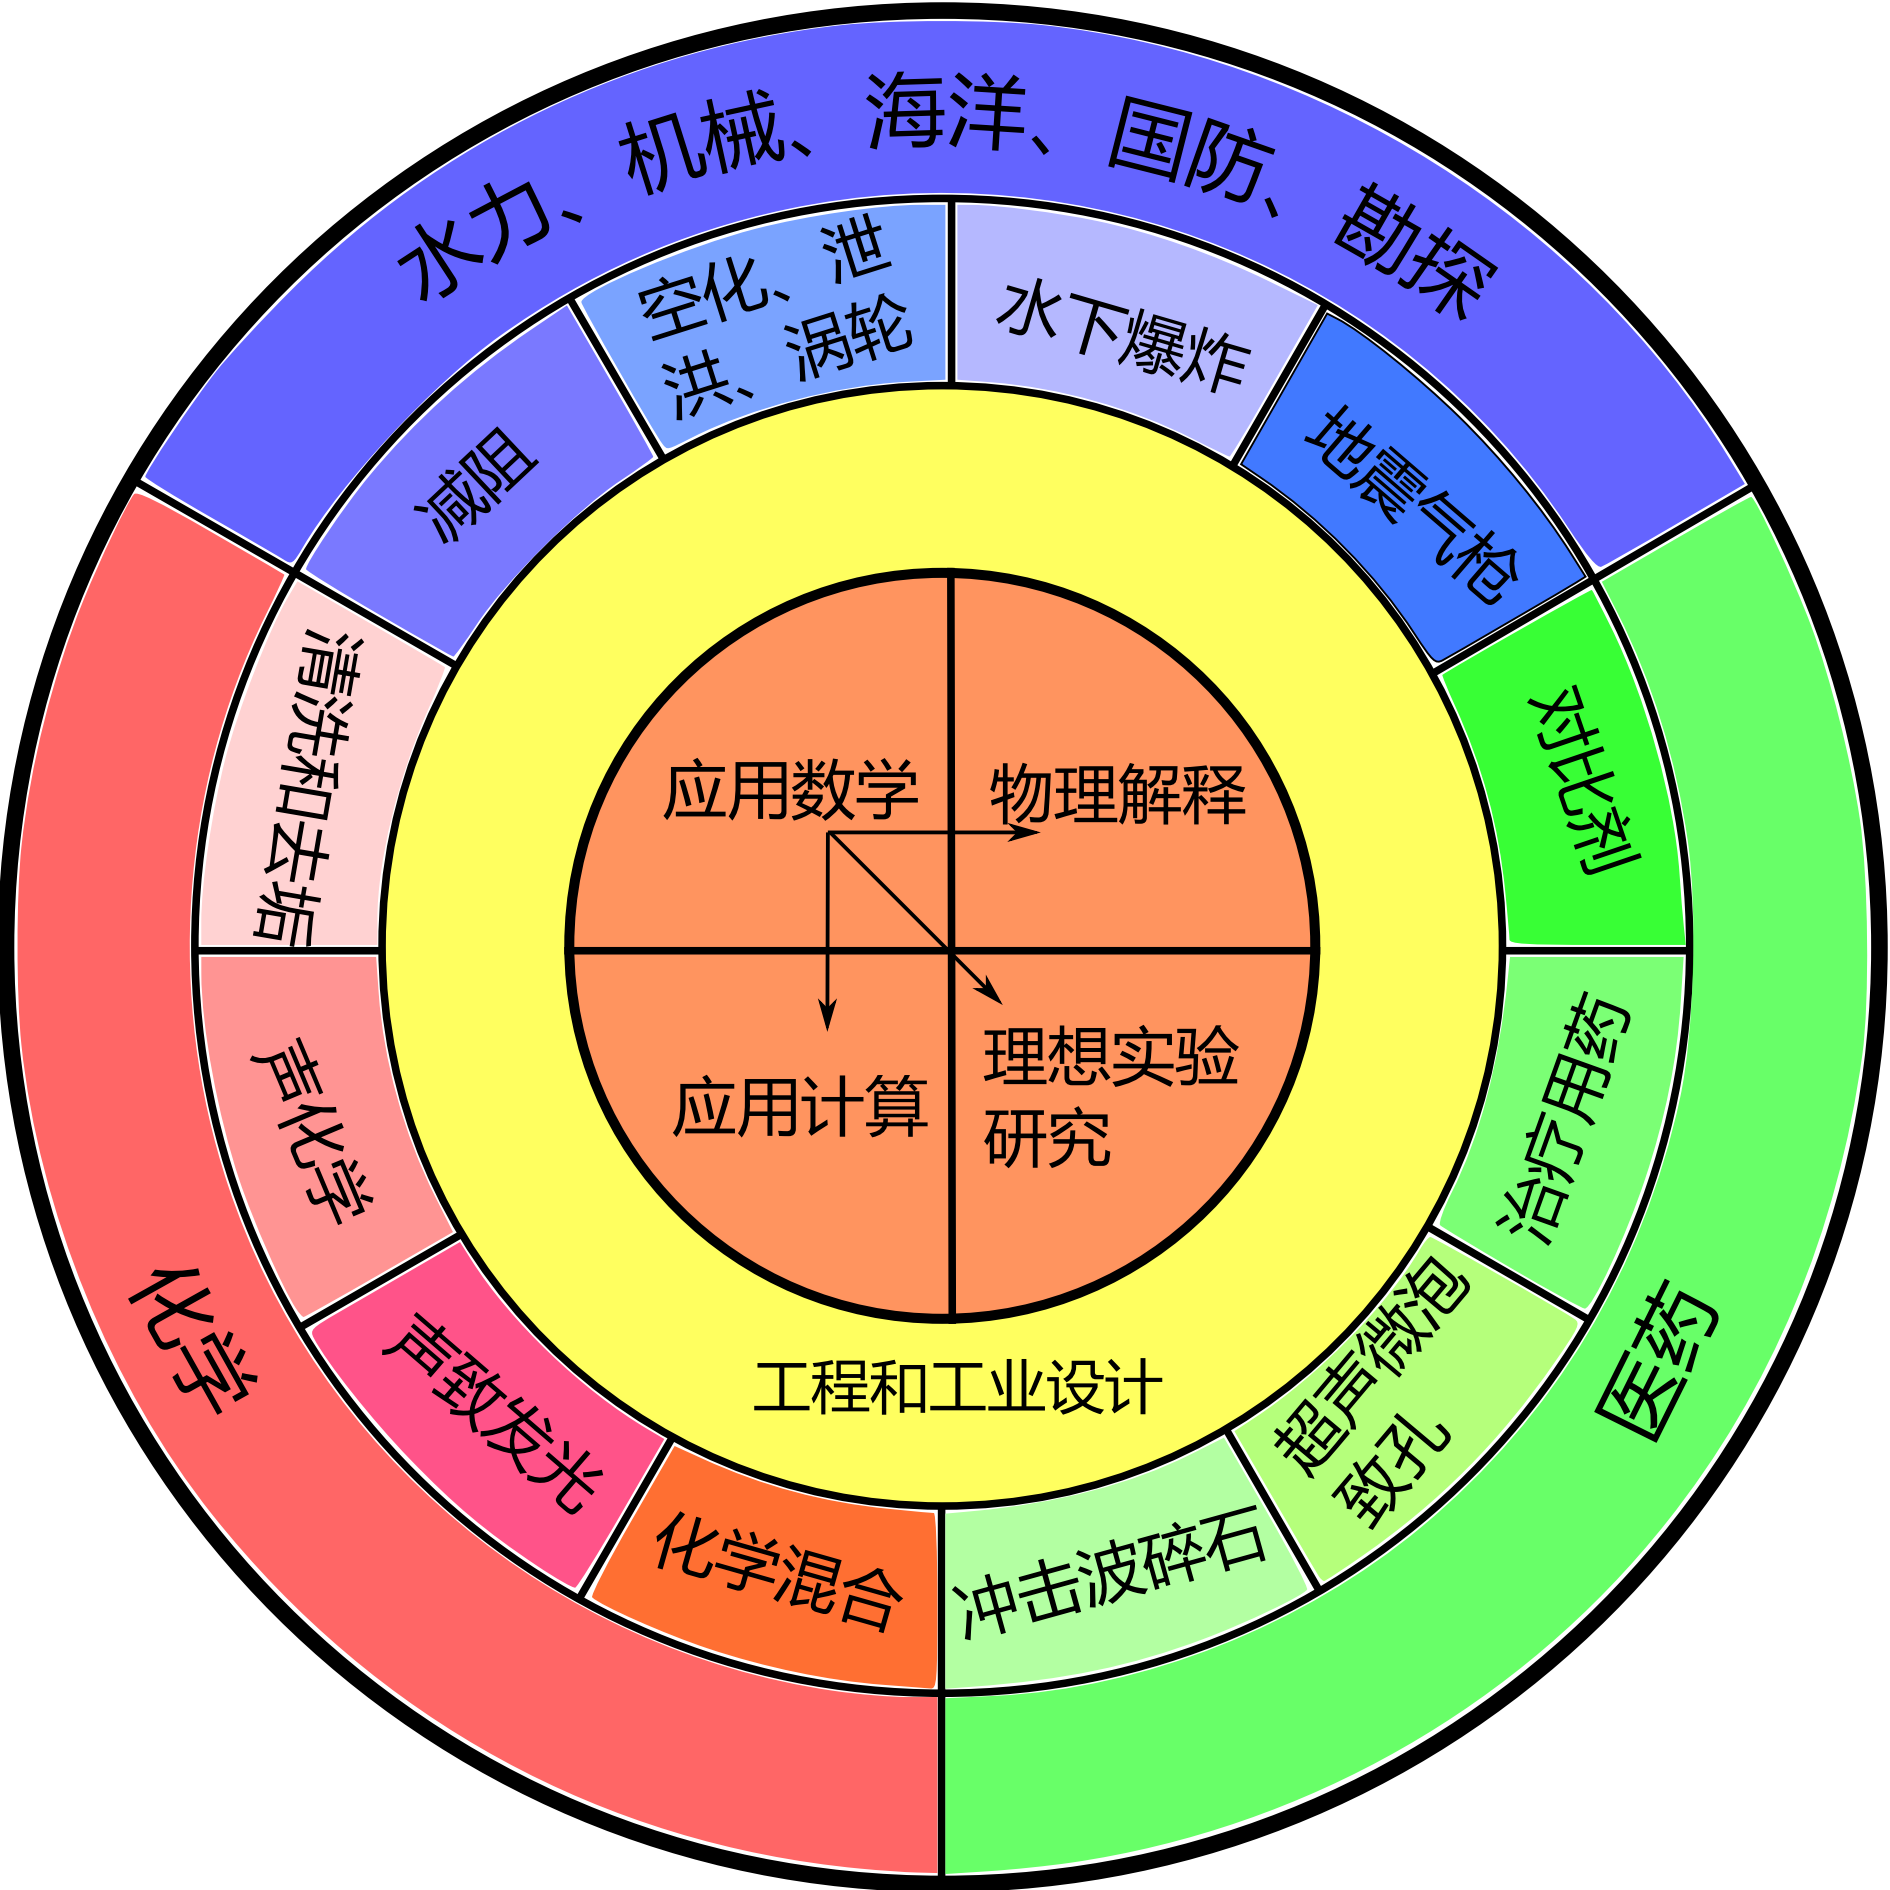 水力、机械、海洋、国防、勘探
减阻
空化、泄
洪、涡轮
水下爆炸
地震气枪
清洗和去垢
对比剂
声化学
治疗用药
声致发光
超声微泡
致孔
化学混合
冲击波碎石
化学
医药
应用数学
物理解释
应用计算
理想实验
研究
工程和工业设计